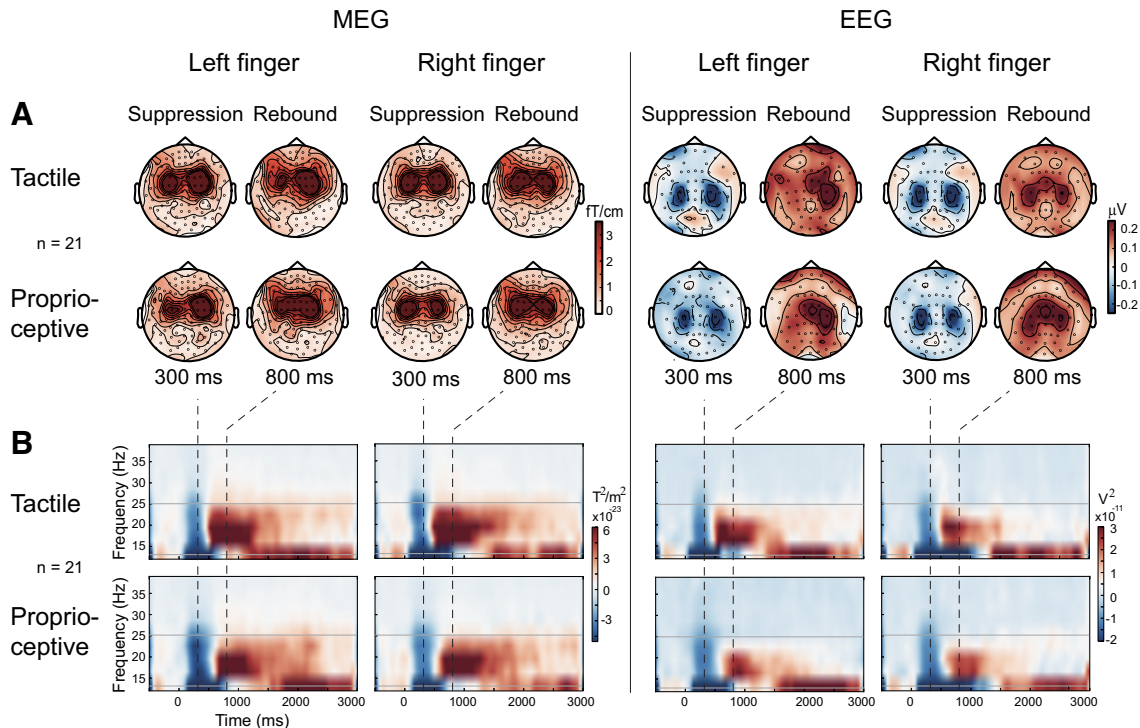 MEG EEG
Left finger Right finger Left finger Right finger
A Suppression Rebound Suppression Rebound Suppression Rebound Suppression Rebound
Tactile
fT/cm
3
2
1
0
μV
0.2
0.1
0.0
-0.1
-0.2
n = 21
Proprio-
ceptive
300 ms 800 ms 300 ms 800 ms 300 ms 800 ms 300 ms 800 ms
B
Tactile
Frequency (Hz)
35
30
25
20
15
T²/m²
x10⁻²³
6
3
0
-3
V²
x10⁻¹¹
3
2
1
0
-1
-2
n = 21
Proprio-
ceptive
Frequency (Hz)
35
30
25
20
15
0 1000 2000 3000 0 1000 2000 3000 0 1000 2000 3000 0 1000 2000 3000
Time (ms)